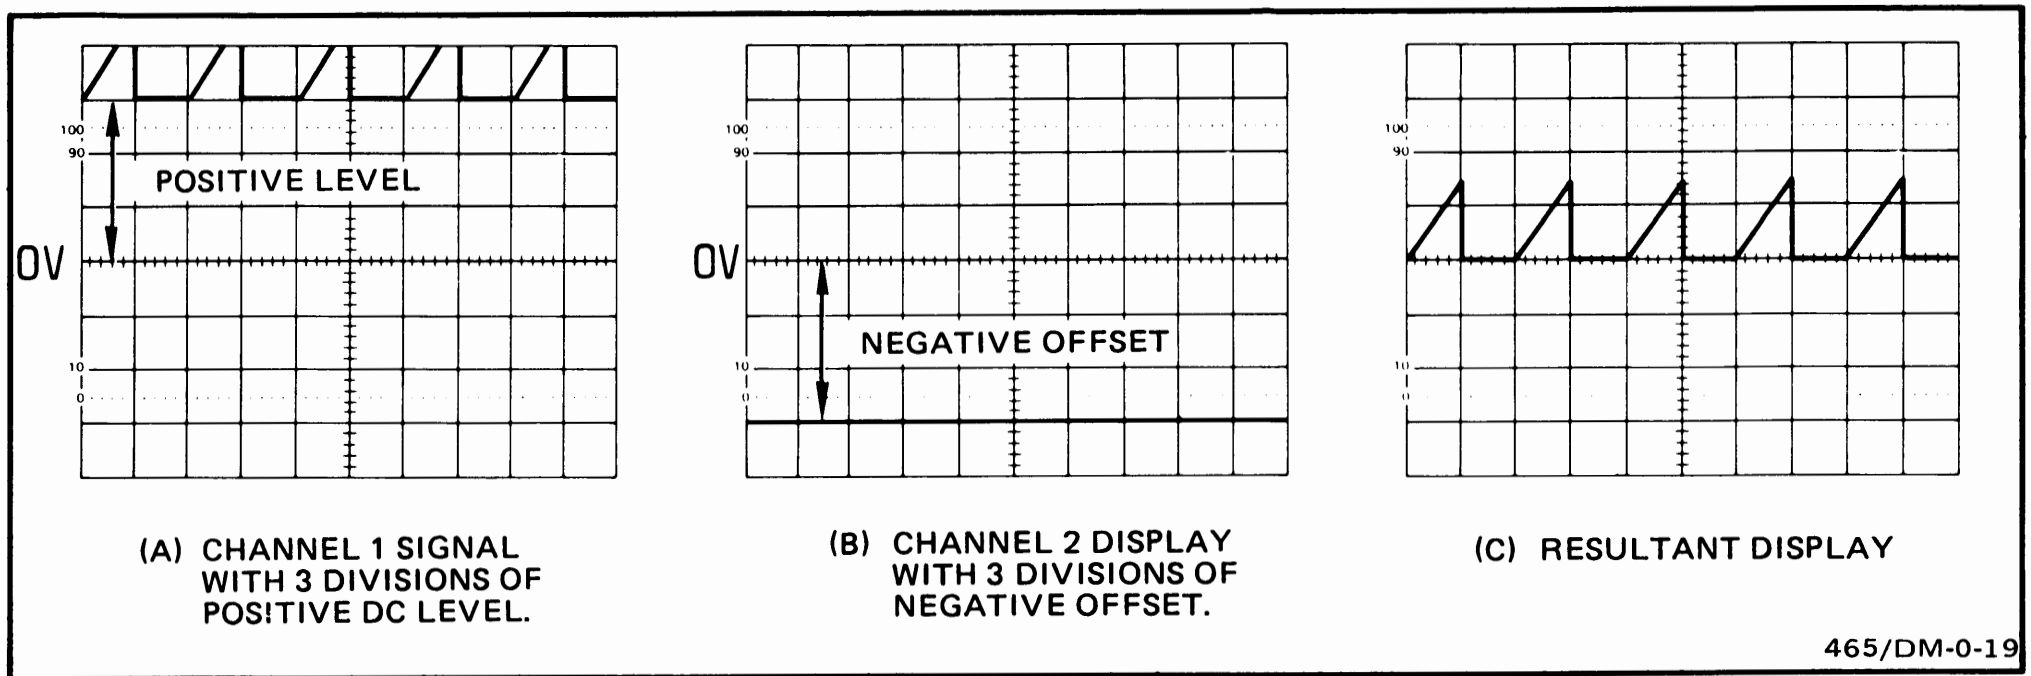 100
90
POSITIVE LEVEL
0V
10
0
100
90
0V
NEGATIVE OFFSET
10
0
100
90
10
0
(A) CHANNEL 1 SIGNAL
WITH 3 DIVISIONS OF
POSITIVE DC LEVEL.
(B) CHANNEL 2 DISPLAY
WITH 3 DIVISIONS OF
NEGATIVE OFFSET.
(C) RESULTANT DISPLAY
465/DM-0-19